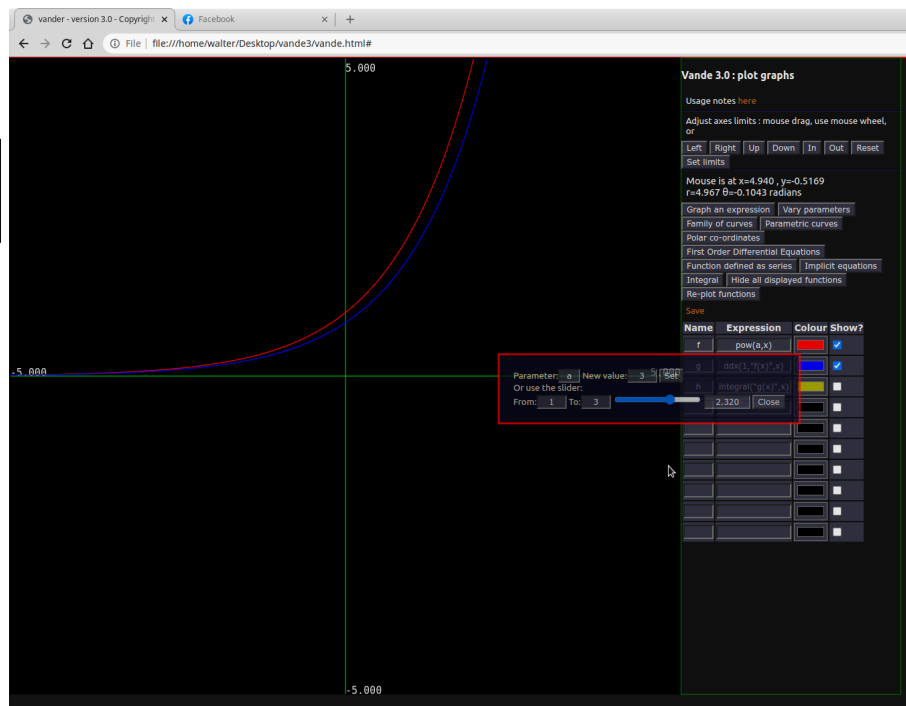 vander - version 3.0 - Copyright
Facebook
File | file:///home/walter/Desktop/vande3/vande.html#
5.000
-5.000
5.000
-5.000
Vande 3.0 : plot graphs
Usage notes here
Adjust axes limits : mouse drag, use mouse wheel,
or
Left Right Up Down In Out Reset
Set limits
Mouse is at x=4.940 , y=-0.5169
r=4.967 θ=-0.1043 radians
Graph an expression Vary parameters
Family of curves Parametric curves
Polar co-ordinates
First Order Differential Equations
Function defined as series Implicit equations
Integral Hide all displayed functions
Re-plot functions
Save
Name Expression Colour Show?
f pow(a,x)
g ddx(1,"f(x)",x)
h integral("g(x)",x)
Parameter: a New value: 3 Set
Or use the slider:
From: 1 To: 3 2.320 Close